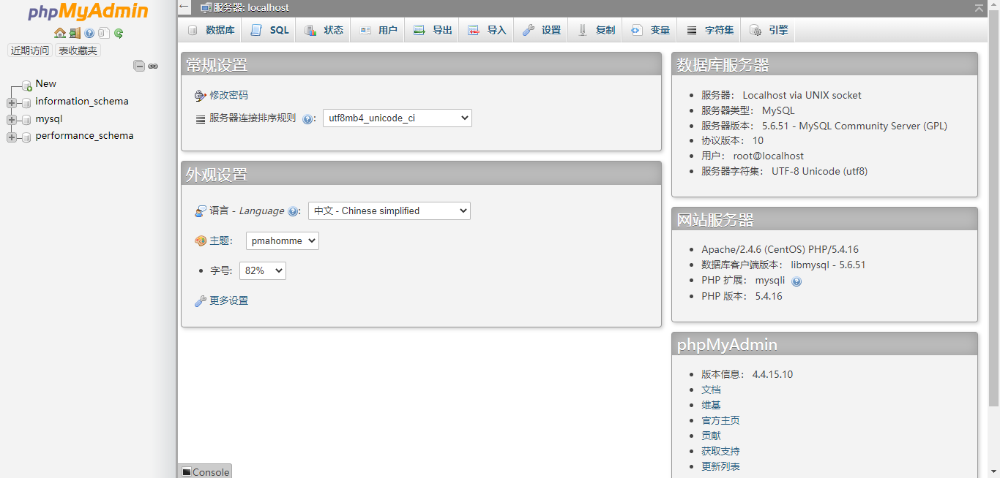 phpMyAdmin
近期访问 表收藏夹
New
information_schema
mysql
performance_schema
服务器: localhost
数据库 SQL 状态 用户 导出 导入 设置 复制 变量 字符集 引擎
常规设置
修改密码
服务器连接排序规则 : utf8mb4_unicode_ci
外观设置
语言 - Language : 中文 - Chinese simplified
主题: pmahomme
字号: 82%
更多设置
数据库服务器
服务器: Localhost via UNIX socket
服务器类型: MySQL
服务器版本: 5.6.51 - MySQL Community Server (GPL)
协议版本: 10
用户: root@localhost
服务器字符集: UTF-8 Unicode (utf8)
网站服务器
Apache/2.4.6 (CentOS) PHP/5.4.16
数据库客户端版本: libmysql - 5.6.51
PHP 扩展: mysqli
PHP 版本: 5.4.16
phpMyAdmin
版本信息: 4.4.15.10
文档
维基
官方主页
贡献
获取支持
更新列表
Console